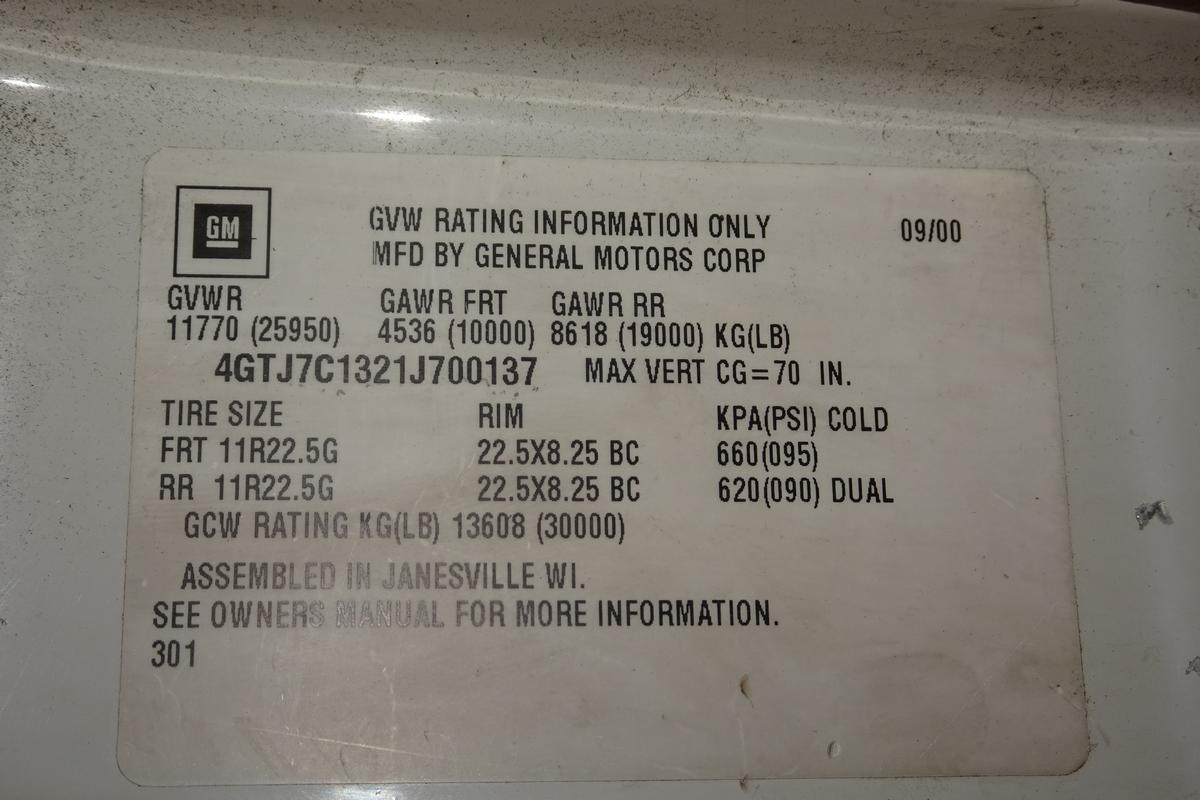 GM
GVW RATING INFORMATION ONLY
09/00
MFD BY GENERAL MOTORS CORP
GVWR GAWR FRT GAWR RR
11770 (25950) 4536 (10000) 8618 (19000) KG(LB)
4GTJ7C1321J700137 MAX VERT CG=70 IN.
TIRE SIZE RIM KPA(PSI) COLD
FRT 11R22.5G 22.5X8.25 BC 660(095)
RR 11R22.5G 22.5X8.25 BC 620(090) DUAL
GCW RATING KG(LB) 13608 (30000)
ASSEMBLED IN JANESVILLE WI.
SEE OWNERS MANUAL FOR MORE INFORMATION.
301